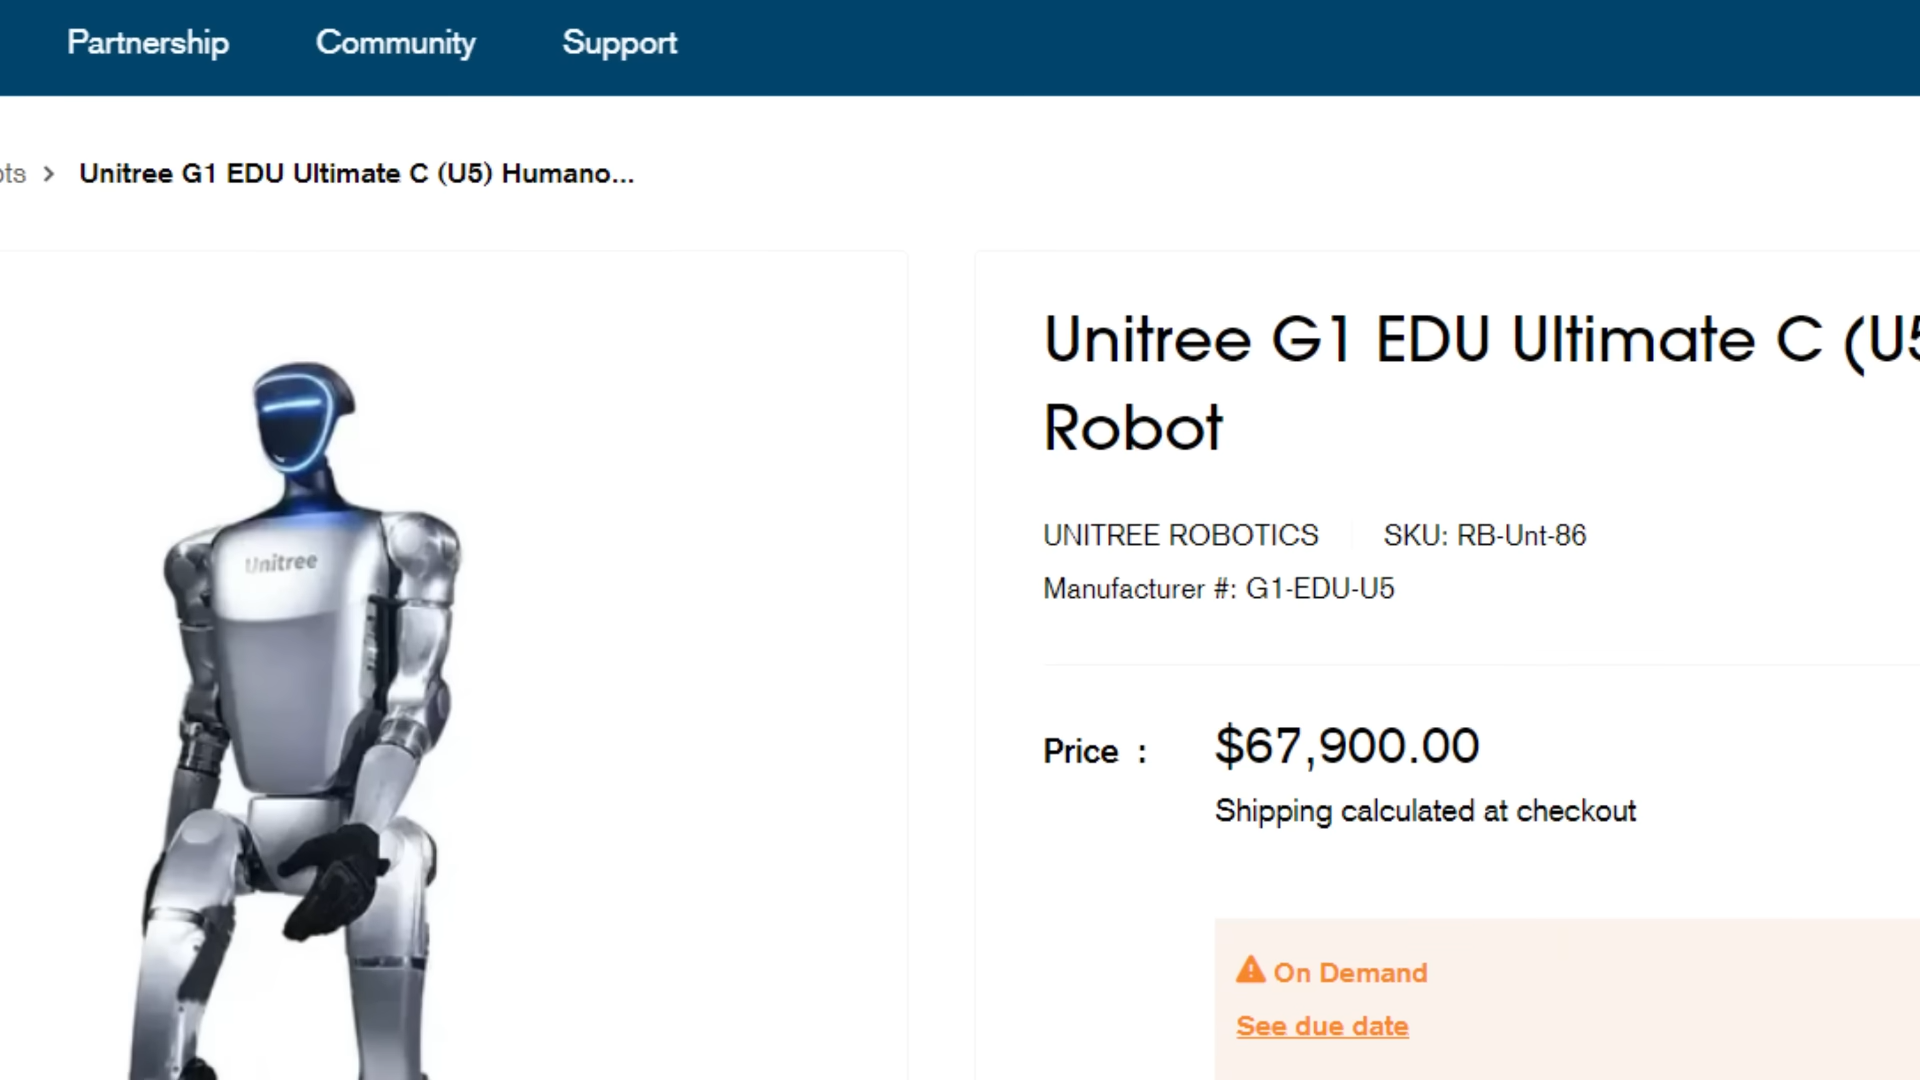 Partnership Community Support
ots > Unitree G1 EDU Ultimate C (U5) Humano...
Unitree G1 EDU Ultimate C (U5
Robot
UNITREE ROBOTICS SKU: RB-Unt-86
Manufacturer #: G1-EDU-U5
Unitree
Price : $67,900.00
Shipping calculated at checkout
On Demand
See due date